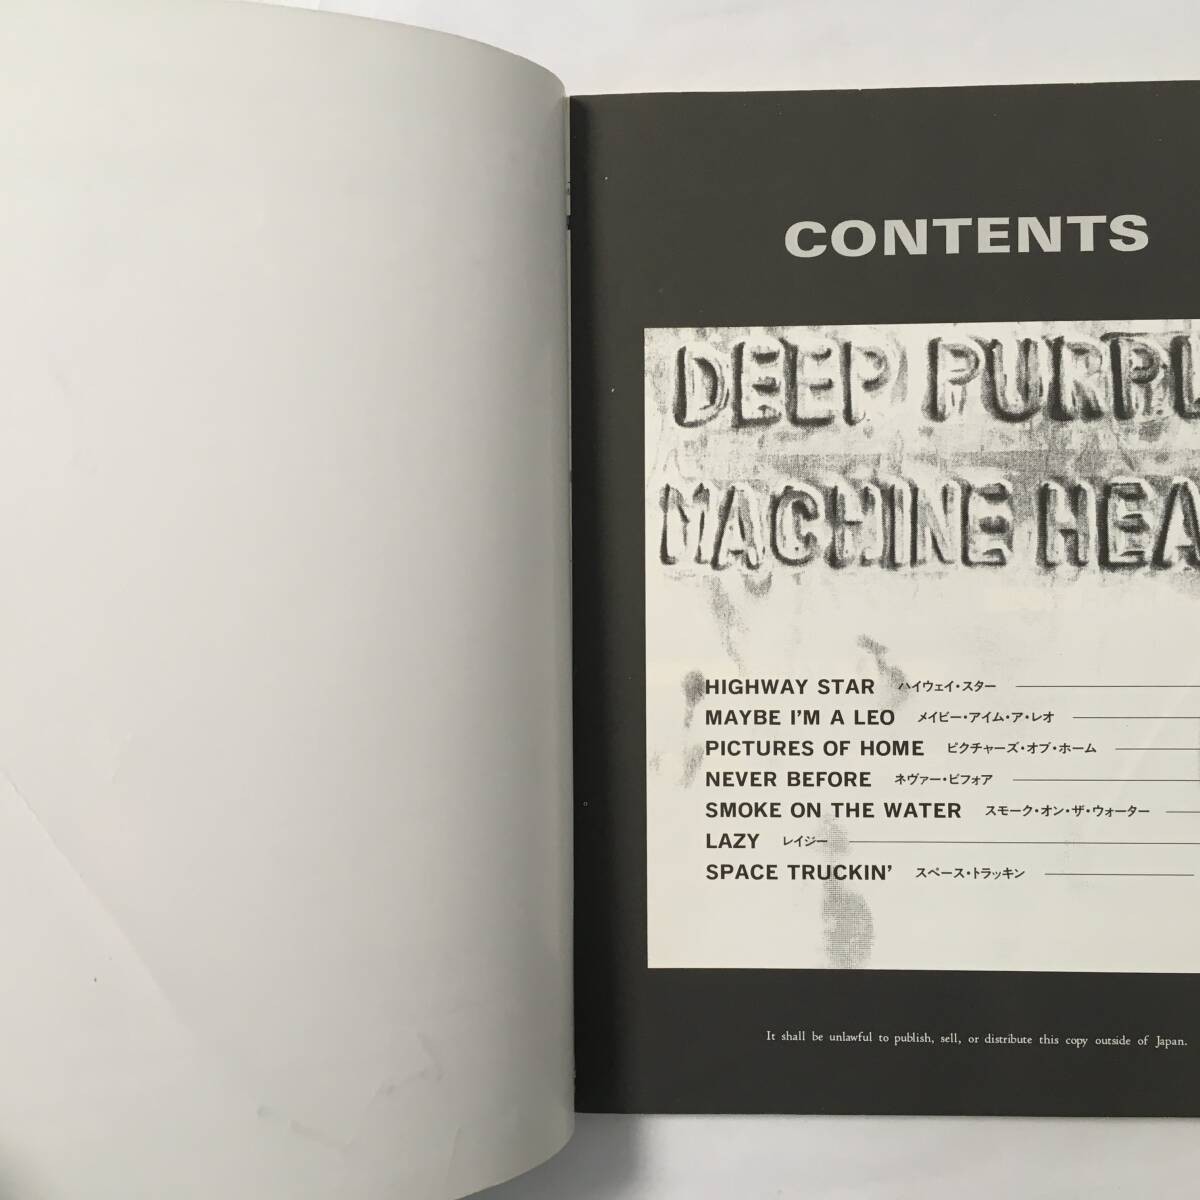 CONTENTS
DEEP PURPL
MACHINE HEA
HIGHWAY STAR ハイウェイ・スター
MAYBE I'M A LEO メイビー・アイム・ア・レオ
PICTURES OF HOME ピクチャーズ・オブ・ホーム
NEVER BEFORE ネヴァー・ビフォア
SMOKE ON THE WATER スモーク・オン・ザ・ウォーター
LAZY レイジー
SPACE TRUCKIN' スペース・トラッキン
It shall be unlawful to publish, sell, or distribute this copy outside of Japan.